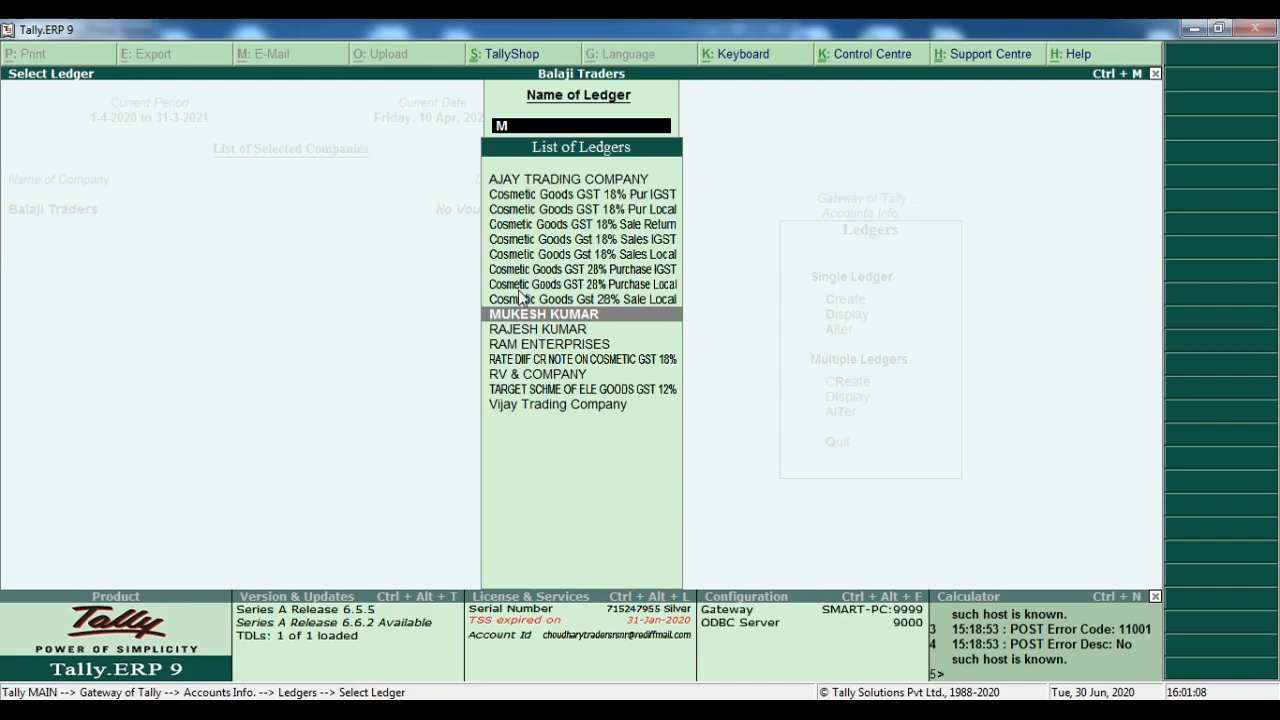 Tally.ERP 9
P: Print
E: Export
M: E-Mail
O: Upload
S: TallyShop
G: Language
K: Keyboard
K: Control Centre
H: Support Centre
H: Help
Select Ledger
Balaji Traders
Ctrl + M
Current Period
1-4-2020 to 31-3-2021
Current Date
Friday, 10 Apr, 202
List of Selected Companies
Name of Company
Balaji Traders
No Vou
Name of Ledger
M
List of Ledgers
AJAY TRADING COMPANY
Cosmetic Goods GST 18% Pur IGST
Cosmetic Goods GST 18% Pur Local
Cosmetic Goods GST 18% Sale Return
Cosmetic Goods Gst 18% Sales IGST
Cosmetic Goods Gst 18% Sales Local
Cosmetic Goods GST 28% Purchase IGST
Cosmetic Goods GST 28% Purchase Local
Cosmetic Goods Gst 28% Sale Local
MUKESH KUMAR
RAJESH KUMAR
RAM ENTERPRISES
RATE DIIF CR NOTE ON COSMETIC GST 18%
RV & COMPANY
TARGET SCHME OF ELE GOODS GST 12%
Vijay Trading Company
Gateway of Tally ....
Accounts Info. ...
Ledgers
Single Ledger
Create
Display
Alter
Multiple Ledgers
CReate
DIsplay
AlTer
Quit
Product
Tally
POWER OF SIMPLICITY
Tally.ERP 9
Version & Updates
Ctrl + Alt + T
Series A Release 6.5.5
Series A Release 6.6.2 Available
TDLs: 1 of 1 loaded
License & Services
Ctrl + Alt + L
Serial Number
715247955 Silver
TSS expired on
31-Jan-2020
Account Id
choudharytradersrsnr@rediffmail.com
Configuration
Ctrl + Alt + F
Gateway
SMART-PC:9999
ODBC Server
9000
Calculator
Ctrl + N
such host is known.
3 15:18:53 : POST Error Code: 11001
4 15:18:53 : POST Error Desc: No
such host is known.
5>
Tally MAIN --> Gateway of Tally --> Accounts Info. --> Ledgers --> Select Ledger
© Tally Solutions Pvt Ltd., 1988-2020
Tue, 30 Jun, 2020
16:01:08